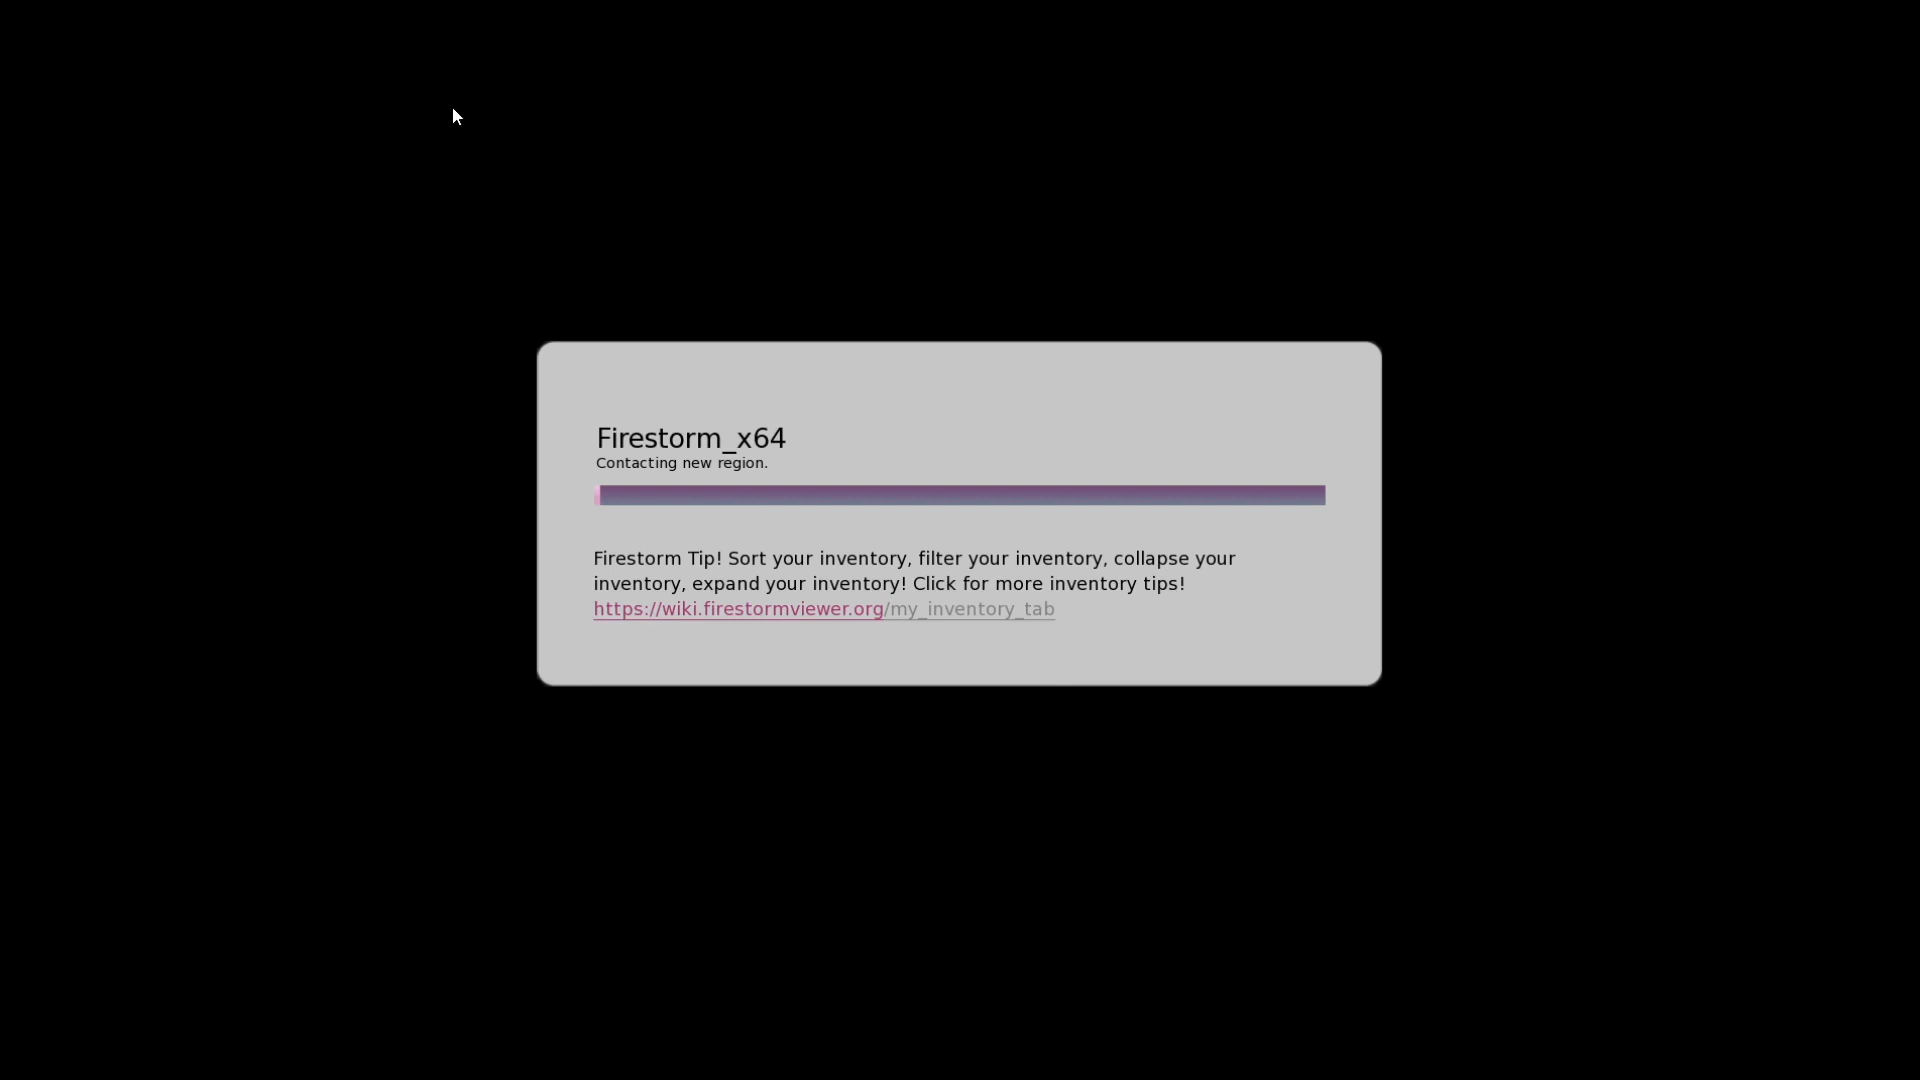 Firestorm_x64
Contacting new region.
Firestorm Tip! Sort your inventory, filter your inventory, collapse your
inventory, expand your inventory! Click for more inventory tips!
https://wiki.firestormviewer.org/my_inventory_tab